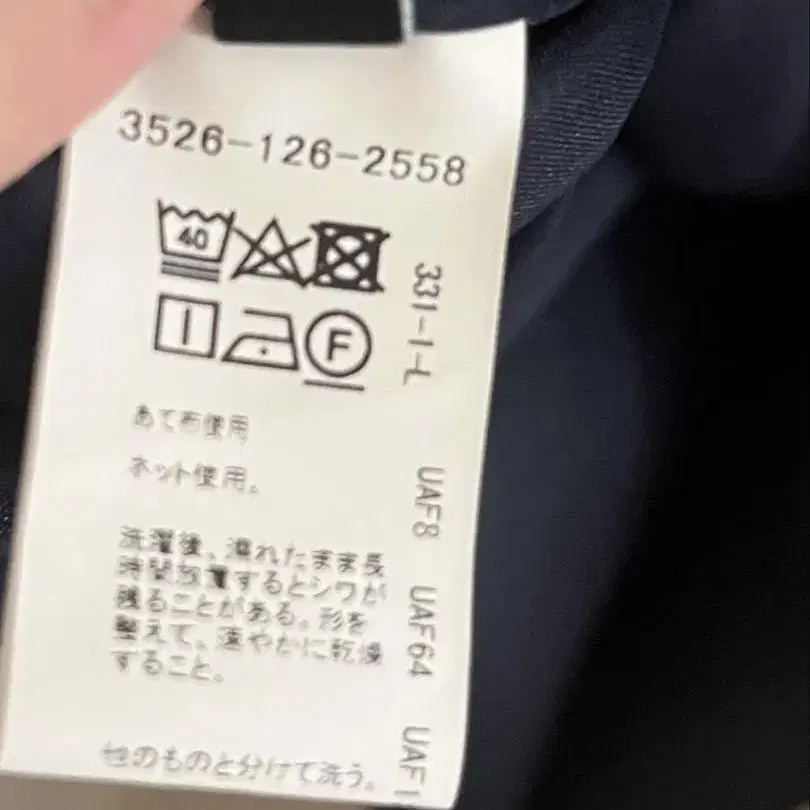 3526-126-2558
40
F
331-1-L
あて布使用
ネット使用。
洗濯後、濡れたまま長
時間放置するとシワが
残ることがある。形を
整えて、速やかに乾燥
すること。
他のものと分けて洗う。
UAF8
UAF64
UAF1